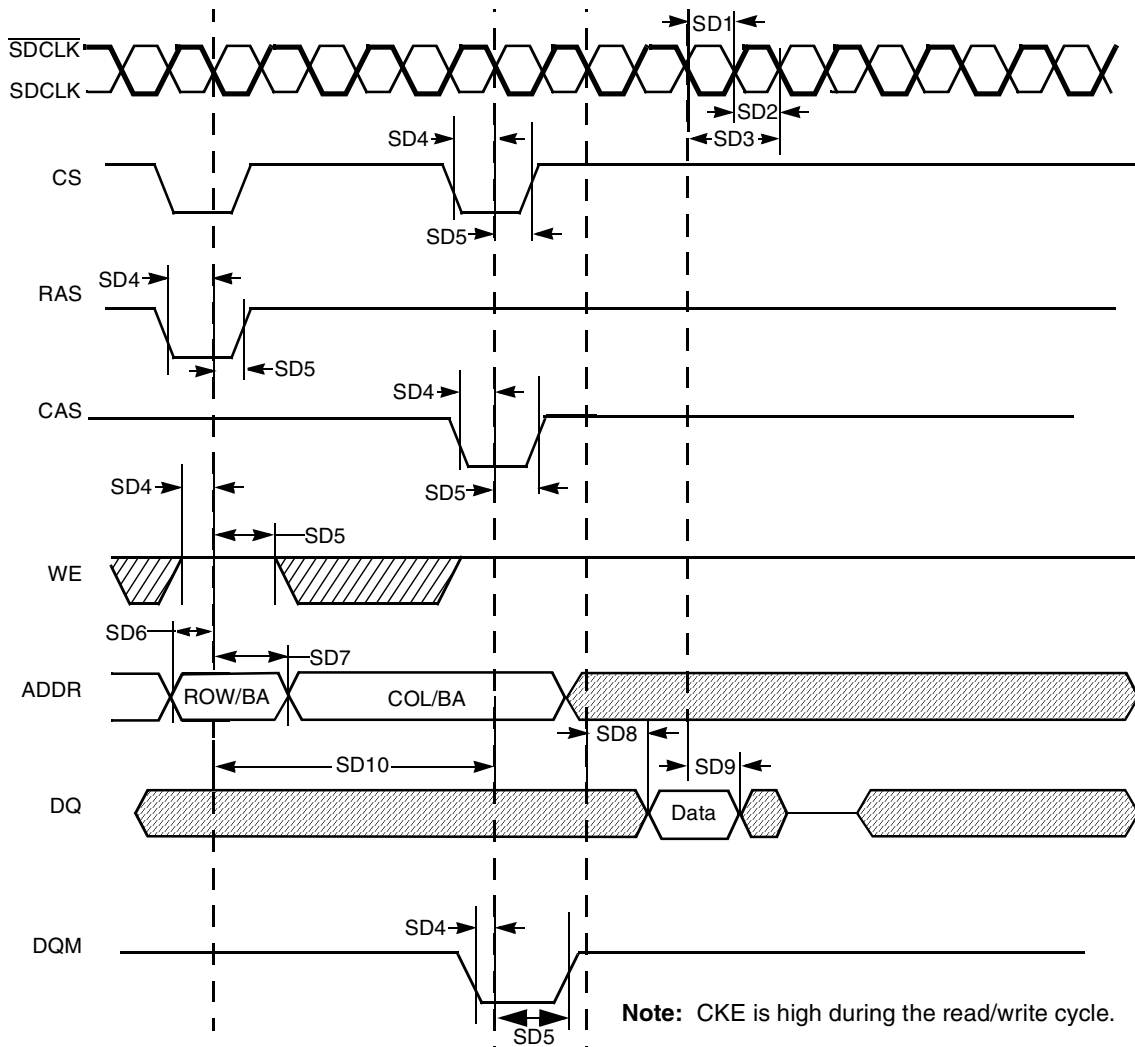 SD1
SDCLK
SDCLK
SD2
SD4
SD3
CS
SD5
SD4
RAS
SD5
SD4
CAS
SD4
SD5
SD5
WE
SD6
SD7
ADDR
ROW/BA
COL/BA
SD8
SD10
SD9
DQ
Data
SD4
DQM
Note: CKE is high during the read/write cycle.
SD5